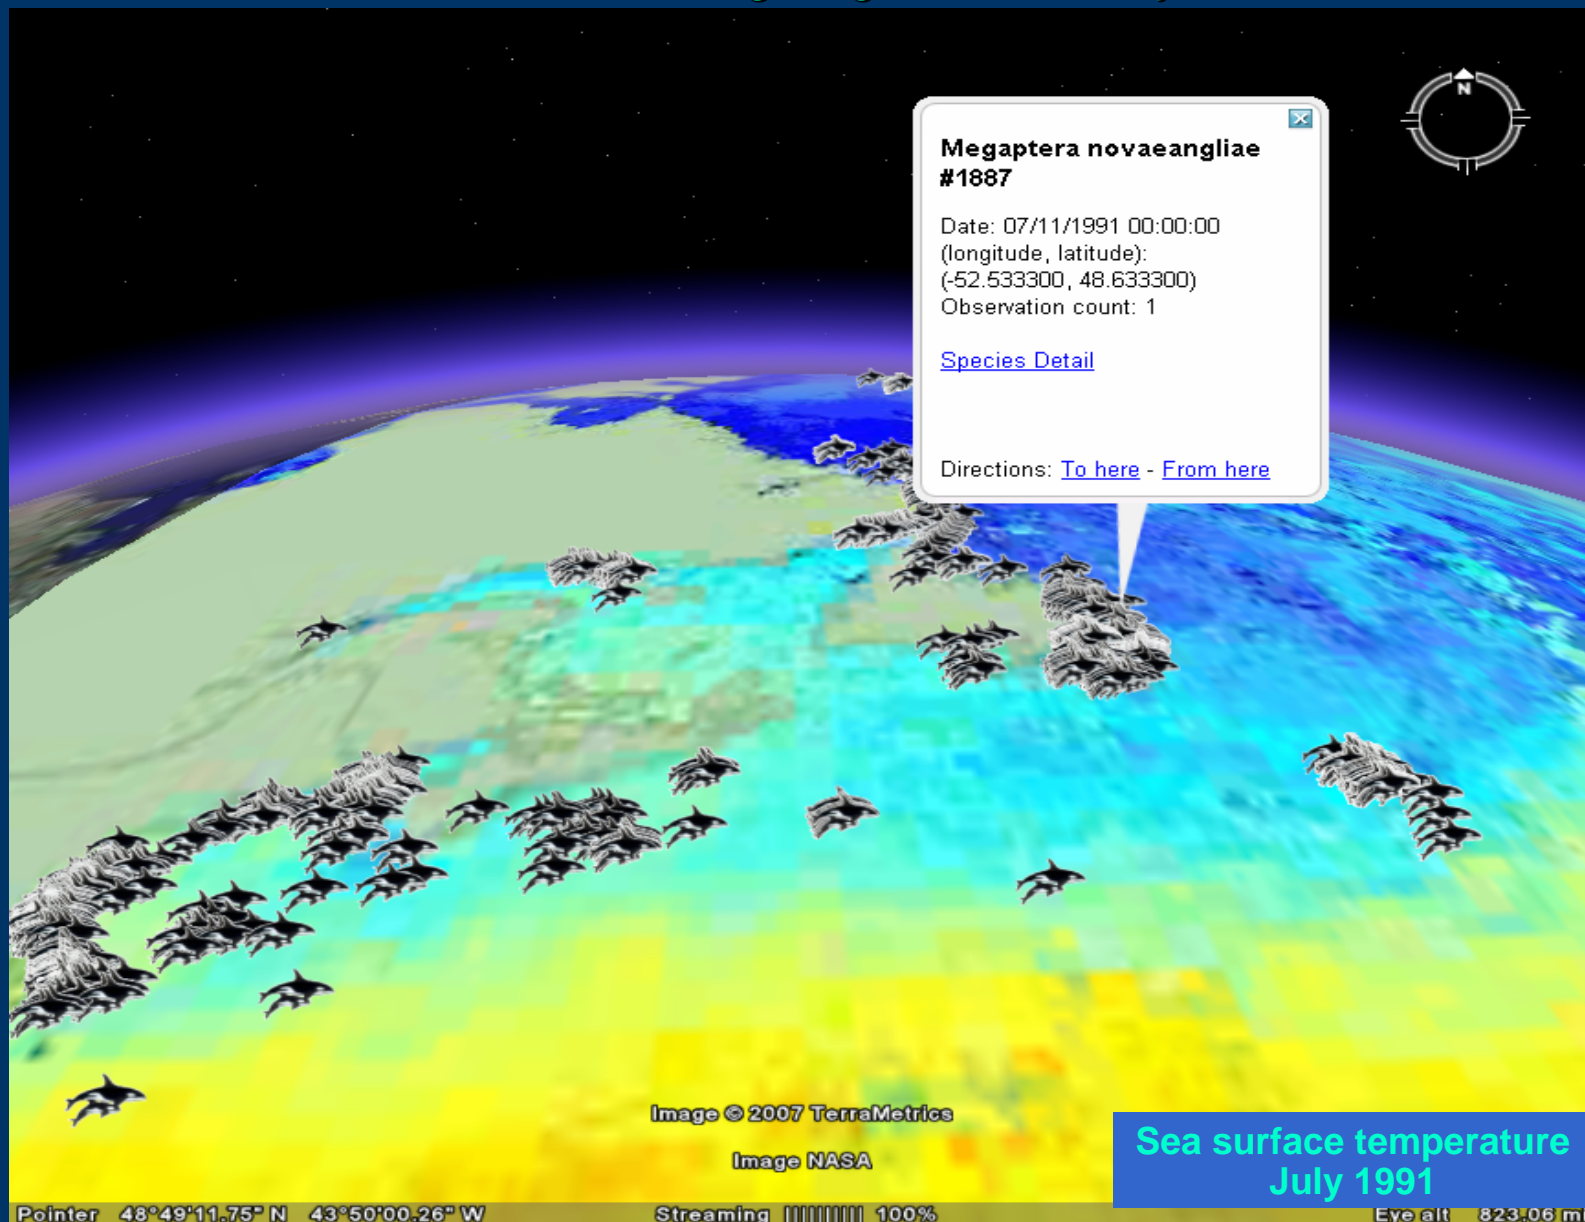 N
Megaptera novaeangliae
#1887
Date: 07/11/1991 00:00:00
(longitude, latitude):
(-52.533300, 48.633300)
Observation count: 1
Species Detail
Directions: To here - From here
Image © 2007 TerraMetrics
Image NASA
Sea surface temperature
July 1991
Pointer 48°49'11.75" N 43°50'00.26" W Streaming |||||||||| 100% Eye alt 823.06 mi